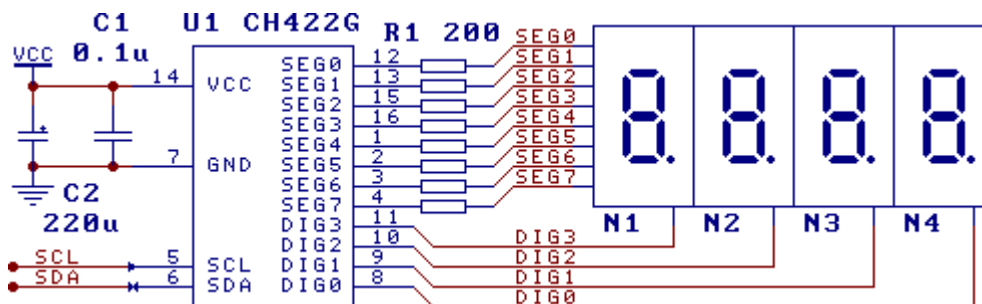 C1 U1 CH422G R1 200
VCC 0.1u
14 VCC
7 GND
C2
220u
SCL 5 SCL
SDA 6 SDA
SEG0 12 SEG0
SEG1 13 SEG1
SEG2 15 SEG2
SEG3 16 SEG3
SEG4 1 SEG4
SEG5 2 SEG5
SEG6 3 SEG6
SEG7 4 SEG7
DIG3 11 DIG3
DIG2 10 DIG2
DIG1 9 DIG1
DIG0 8 DIG0
N1 N2 N3 N4